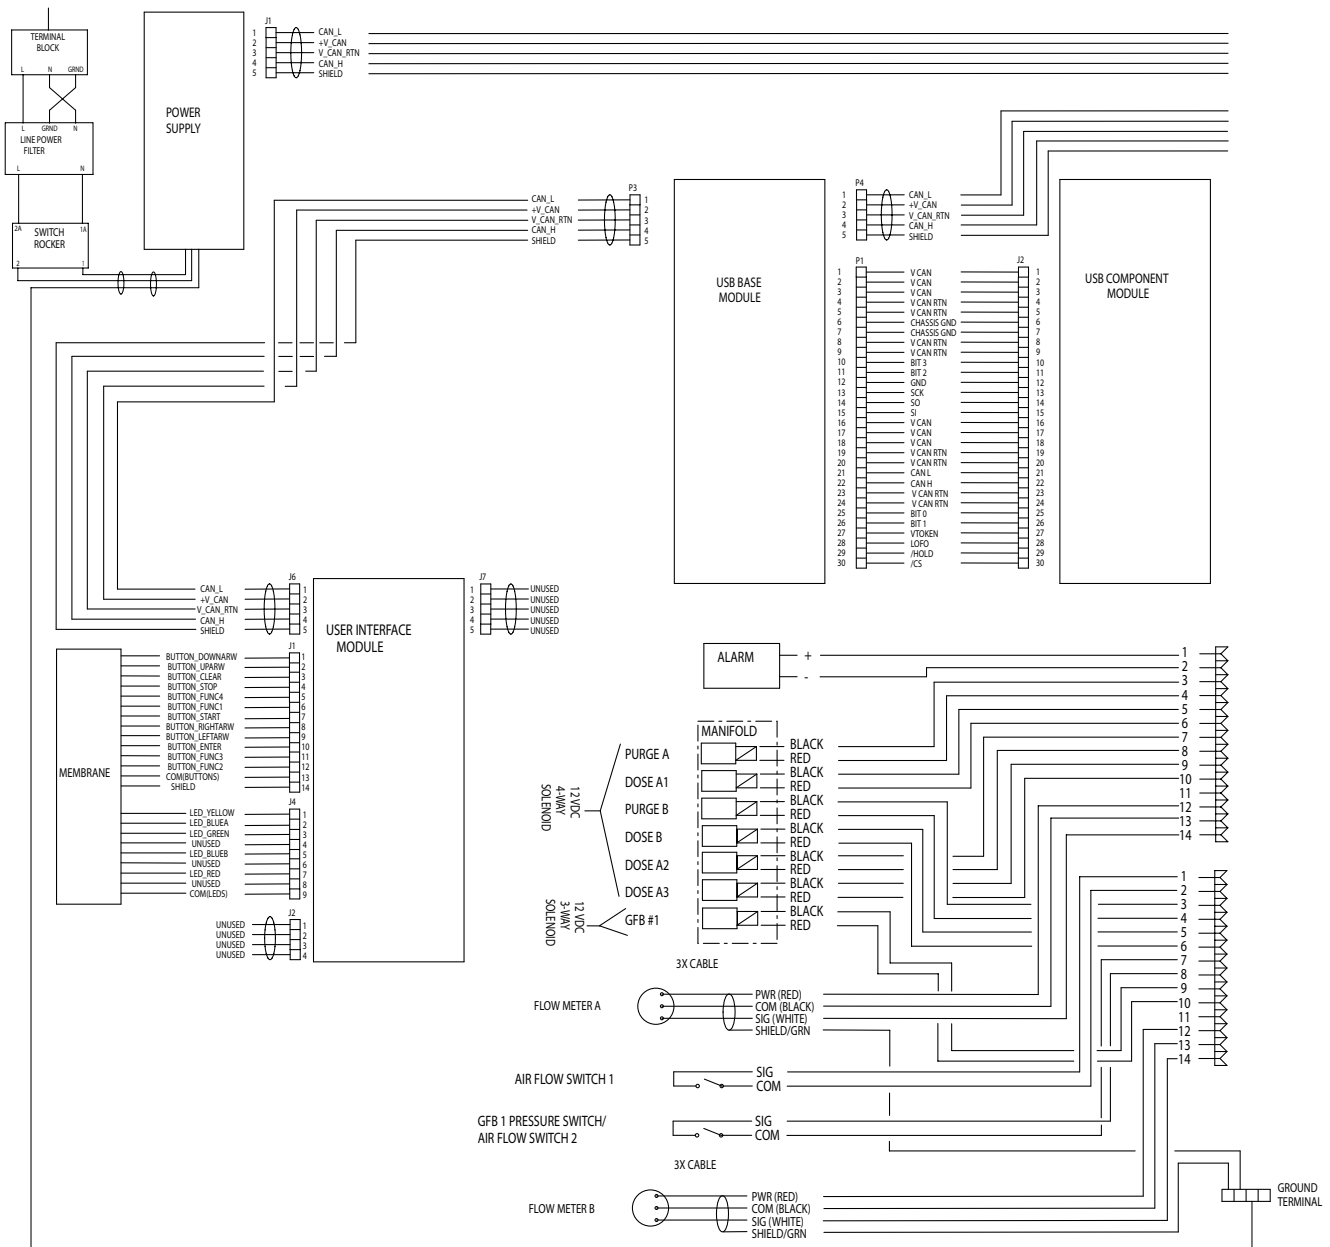 TERMINAL
BLOCK
L N GRND
L GRND N
LINE POWER
FILTER
L N
2A 1A
SWITCH
ROCKER
2 1
POWER
SUPPLY
J1
1 CAN_L
2 +V_CAN
3 V_CAN_RTN
4 CAN_H
5 SHIELD
P3
CAN_L 1
+V_CAN 2
V_CAN_RTN 3
CAN_H 4
SHIELD 5
USB BASE
MODULE
P4
1 CAN_L
2 +V_CAN
3 V_CAN_RTN
4 CAN_H
5 SHIELD
USB COMPONENT
MODULE
P1 J2
1 V CAN 1
2 V CAN 2
3 V CAN 3
4 V CAN RTN 4
5 V CAN RTN 5
6 CHASSIS GND 6
7 CHASSIS GND 7
8 V CAN RTN 8
9 V CAN RTN 9
10 BIT 3 10
11 BIT 2 11
12 GND 12
13 SCK 13
14 SO 14
15 SI 15
16 V CAN 16
17 V CAN 17
18 V CAN 18
19 V CAN RTN 19
20 V CAN RTN 20
21 CAN L 21
22 CAN H 22
23 V CAN RTN 23
24 V CAN RTN 24
25 BIT 0 25
26 BIT 1 26
27 VTOKEN 27
28 LOFO 28
29 /HOLD 29
30 /CS 30
J6
CAN_L 1
+V_CAN 2
V_CAN_RTN 3
CAN_H 4
SHIELD 5
USER INTERFACE
MODULE
J7
1 UNUSED
2 UNUSED
3 UNUSED
4 UNUSED
5 UNUSED
MEMBRANE
J1
BUTTON_DOWNARW 1
BUTTON_UPARW 2
BUTTON_CLEAR 3
BUTTON_STOP 4
BUTTON_FUNC4 5
BUTTON_FUNC1 6
BUTTON_START 7
BUTTON_RIGHTARW 8
BUTTON_LEFTARW 9
BUTTON_ENTER 10
BUTTON_FUNC3 11
BUTTON_FUNC2 12
COM(BUTTONS) 13
SHIELD 14
J4
LED_YELLOW 1
LED_BLUEA 2
LED_GREEN 3
UNUSED 4
LED_BLUEB 5
UNUSED 6
LED_RED 7
UNUSED 8
COM(LEDS) 9
J2
UNUSED 1
UNUSED 2
UNUSED 3
UNUSED 4
ALARM
+
-
1
2
3
4
5
6
7
8
9
10
11
12
13
14
MANIFOLD
12 VDC
4-WAY
SOLENOID
PURGE A BLACK
RED
DOSE A1 BLACK
RED
PURGE B BLACK
RED
DOSE B BLACK
RED
DOSE A2 BLACK
RED
DOSE A3 BLACK
RED
12 VDC
3-WAY
SOLENOID
GFB #1 BLACK
RED
1
2
3
4
5
6
7
8
9
10
11
12
13
14
3X CABLE
FLOW METER A
PWR (RED)
COM (BLACK)
SIG (WHITE)
SHIELD/GRN
AIR FLOW SWITCH 1
SIG
COM
GFB 1 PRESSURE SWITCH/
AIR FLOW SWITCH 2
SIG
COM
3X CABLE
FLOW METER B
PWR (RED)
COM (BLACK)
SIG (WHITE)
SHIELD/GRN
GROUND
TERMINAL